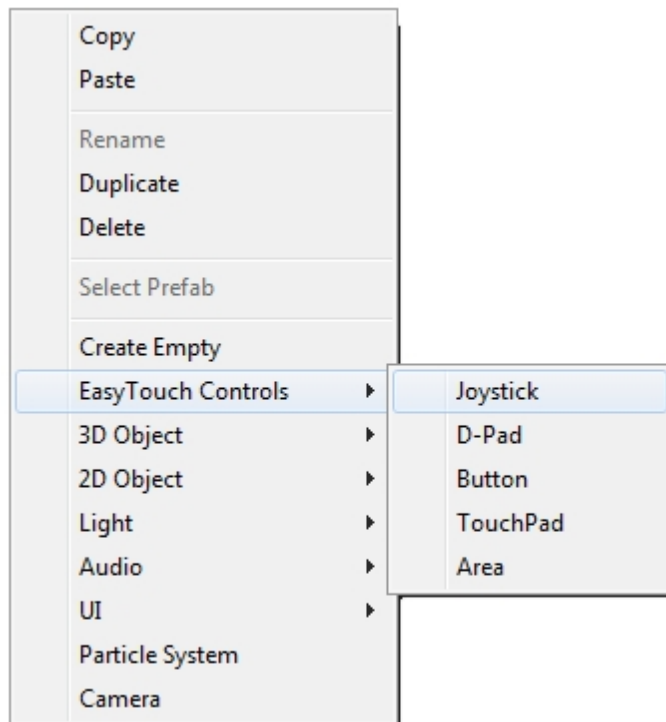 Copy
Paste
Rename
Duplicate
Delete
Select Prefab
Create Empty
EasyTouch Controls
3D Object
2D Object
Light
Audio
UI
Particle System
Camera
Joystick
D-Pad
Button
TouchPad
Area